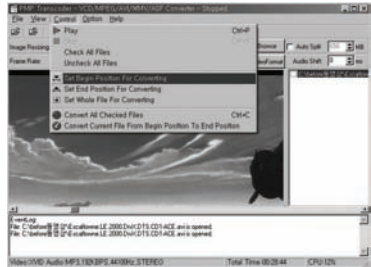 PMP Transcoder - VCD/MPEG/AVI/WMV/ASF Converter - Stopped
File View Control Option Help
Play Ctrl+P
Check All Files
Uncheck All Files
Set Begin Position For Converting
Set End Position For Converting
Set Whole File For Converting
Convert All Checked Files Ctrl+C
Convert Current File From Begin Position To End Position
Image Resizing
Browse
Auto Split
MB
Frame Rate
Audio Shift 0 ms
EventLog:
Video:XVID Audio:MP3,192KBPS,44100Hz,STEREO
Total Time 00:28:44
CPU:12%